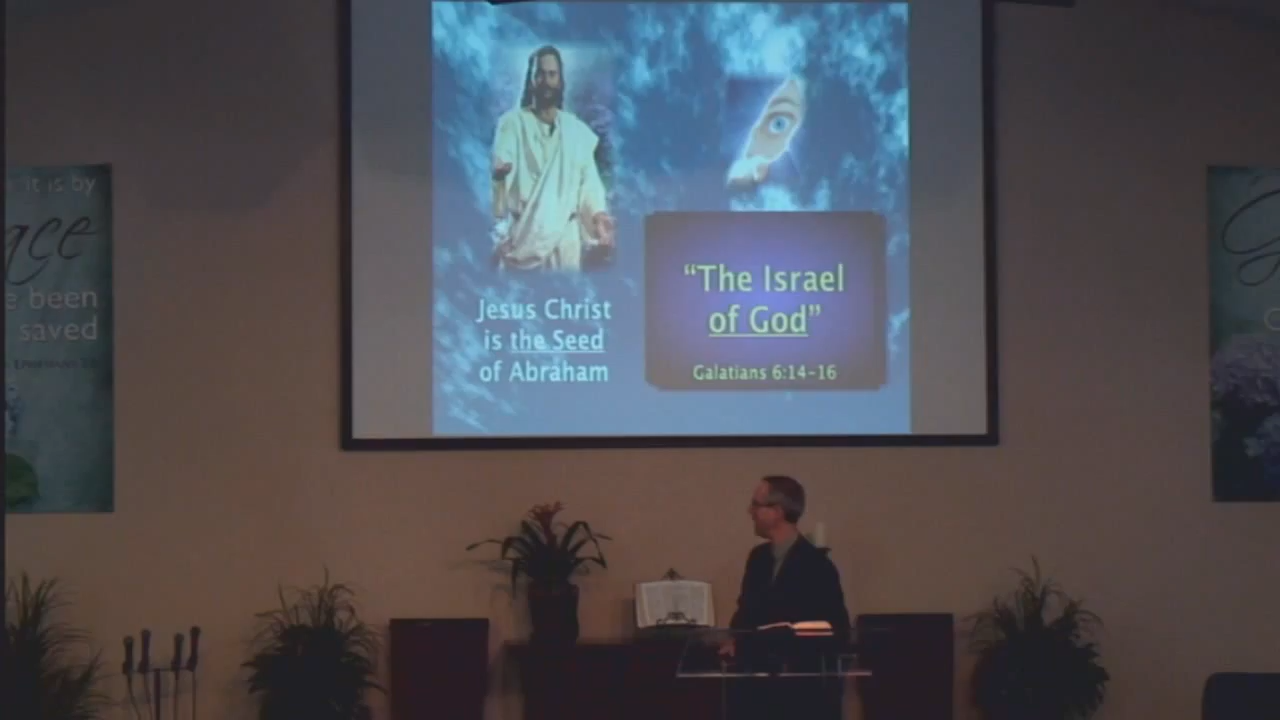 it is by
ace
e been
saved
Jesus Christ
is the Seed
of Abraham
“The Israel
of God”
Galatians 6:14-16
G